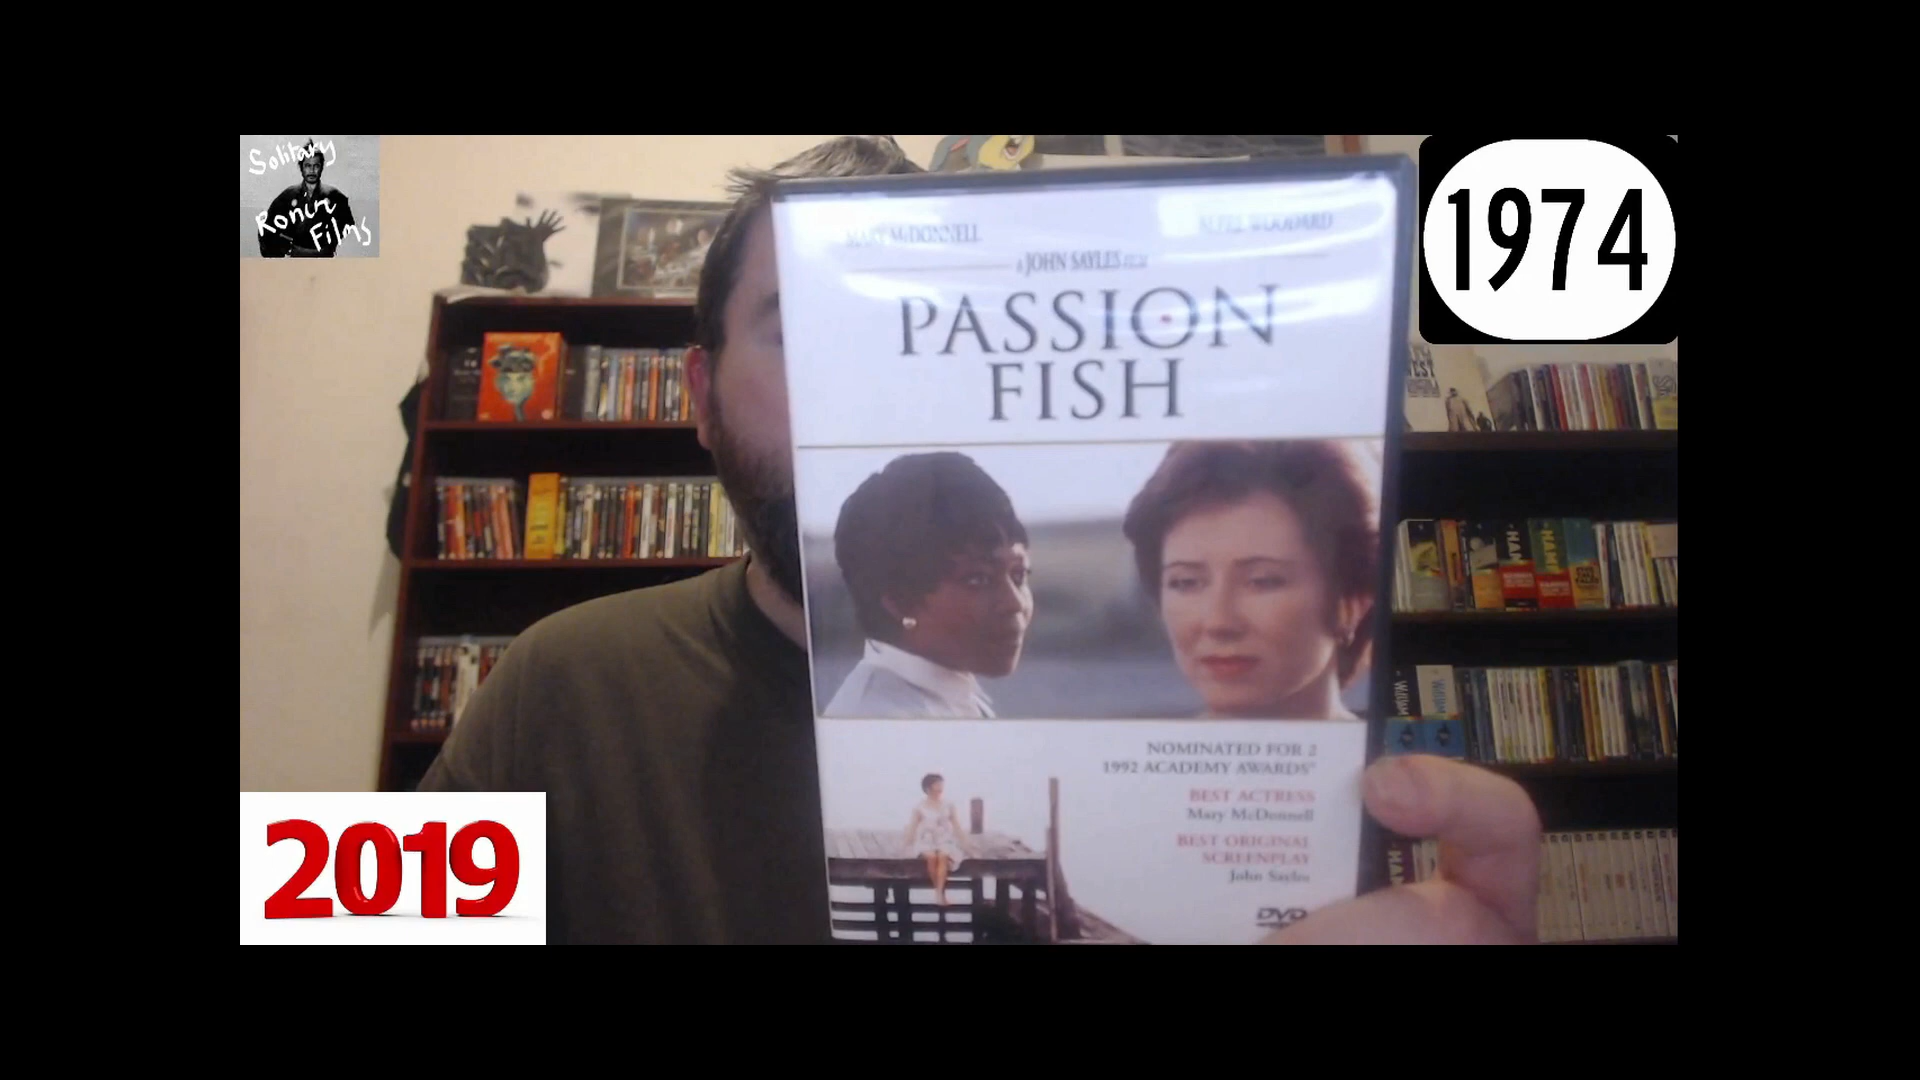 Solitary
Ronin
Films
1974
MARY McDONNELL
ALFRE WOODARD
A JOHN SAYLES FILM
PASSION
FISH
NOMINATED FOR 2
1992 ACADEMY AWARDS
BEST ACTRESS
Mary McDonnell
BEST ORIGINAL
SCREENPLAY
John Sayles
DVD
2019